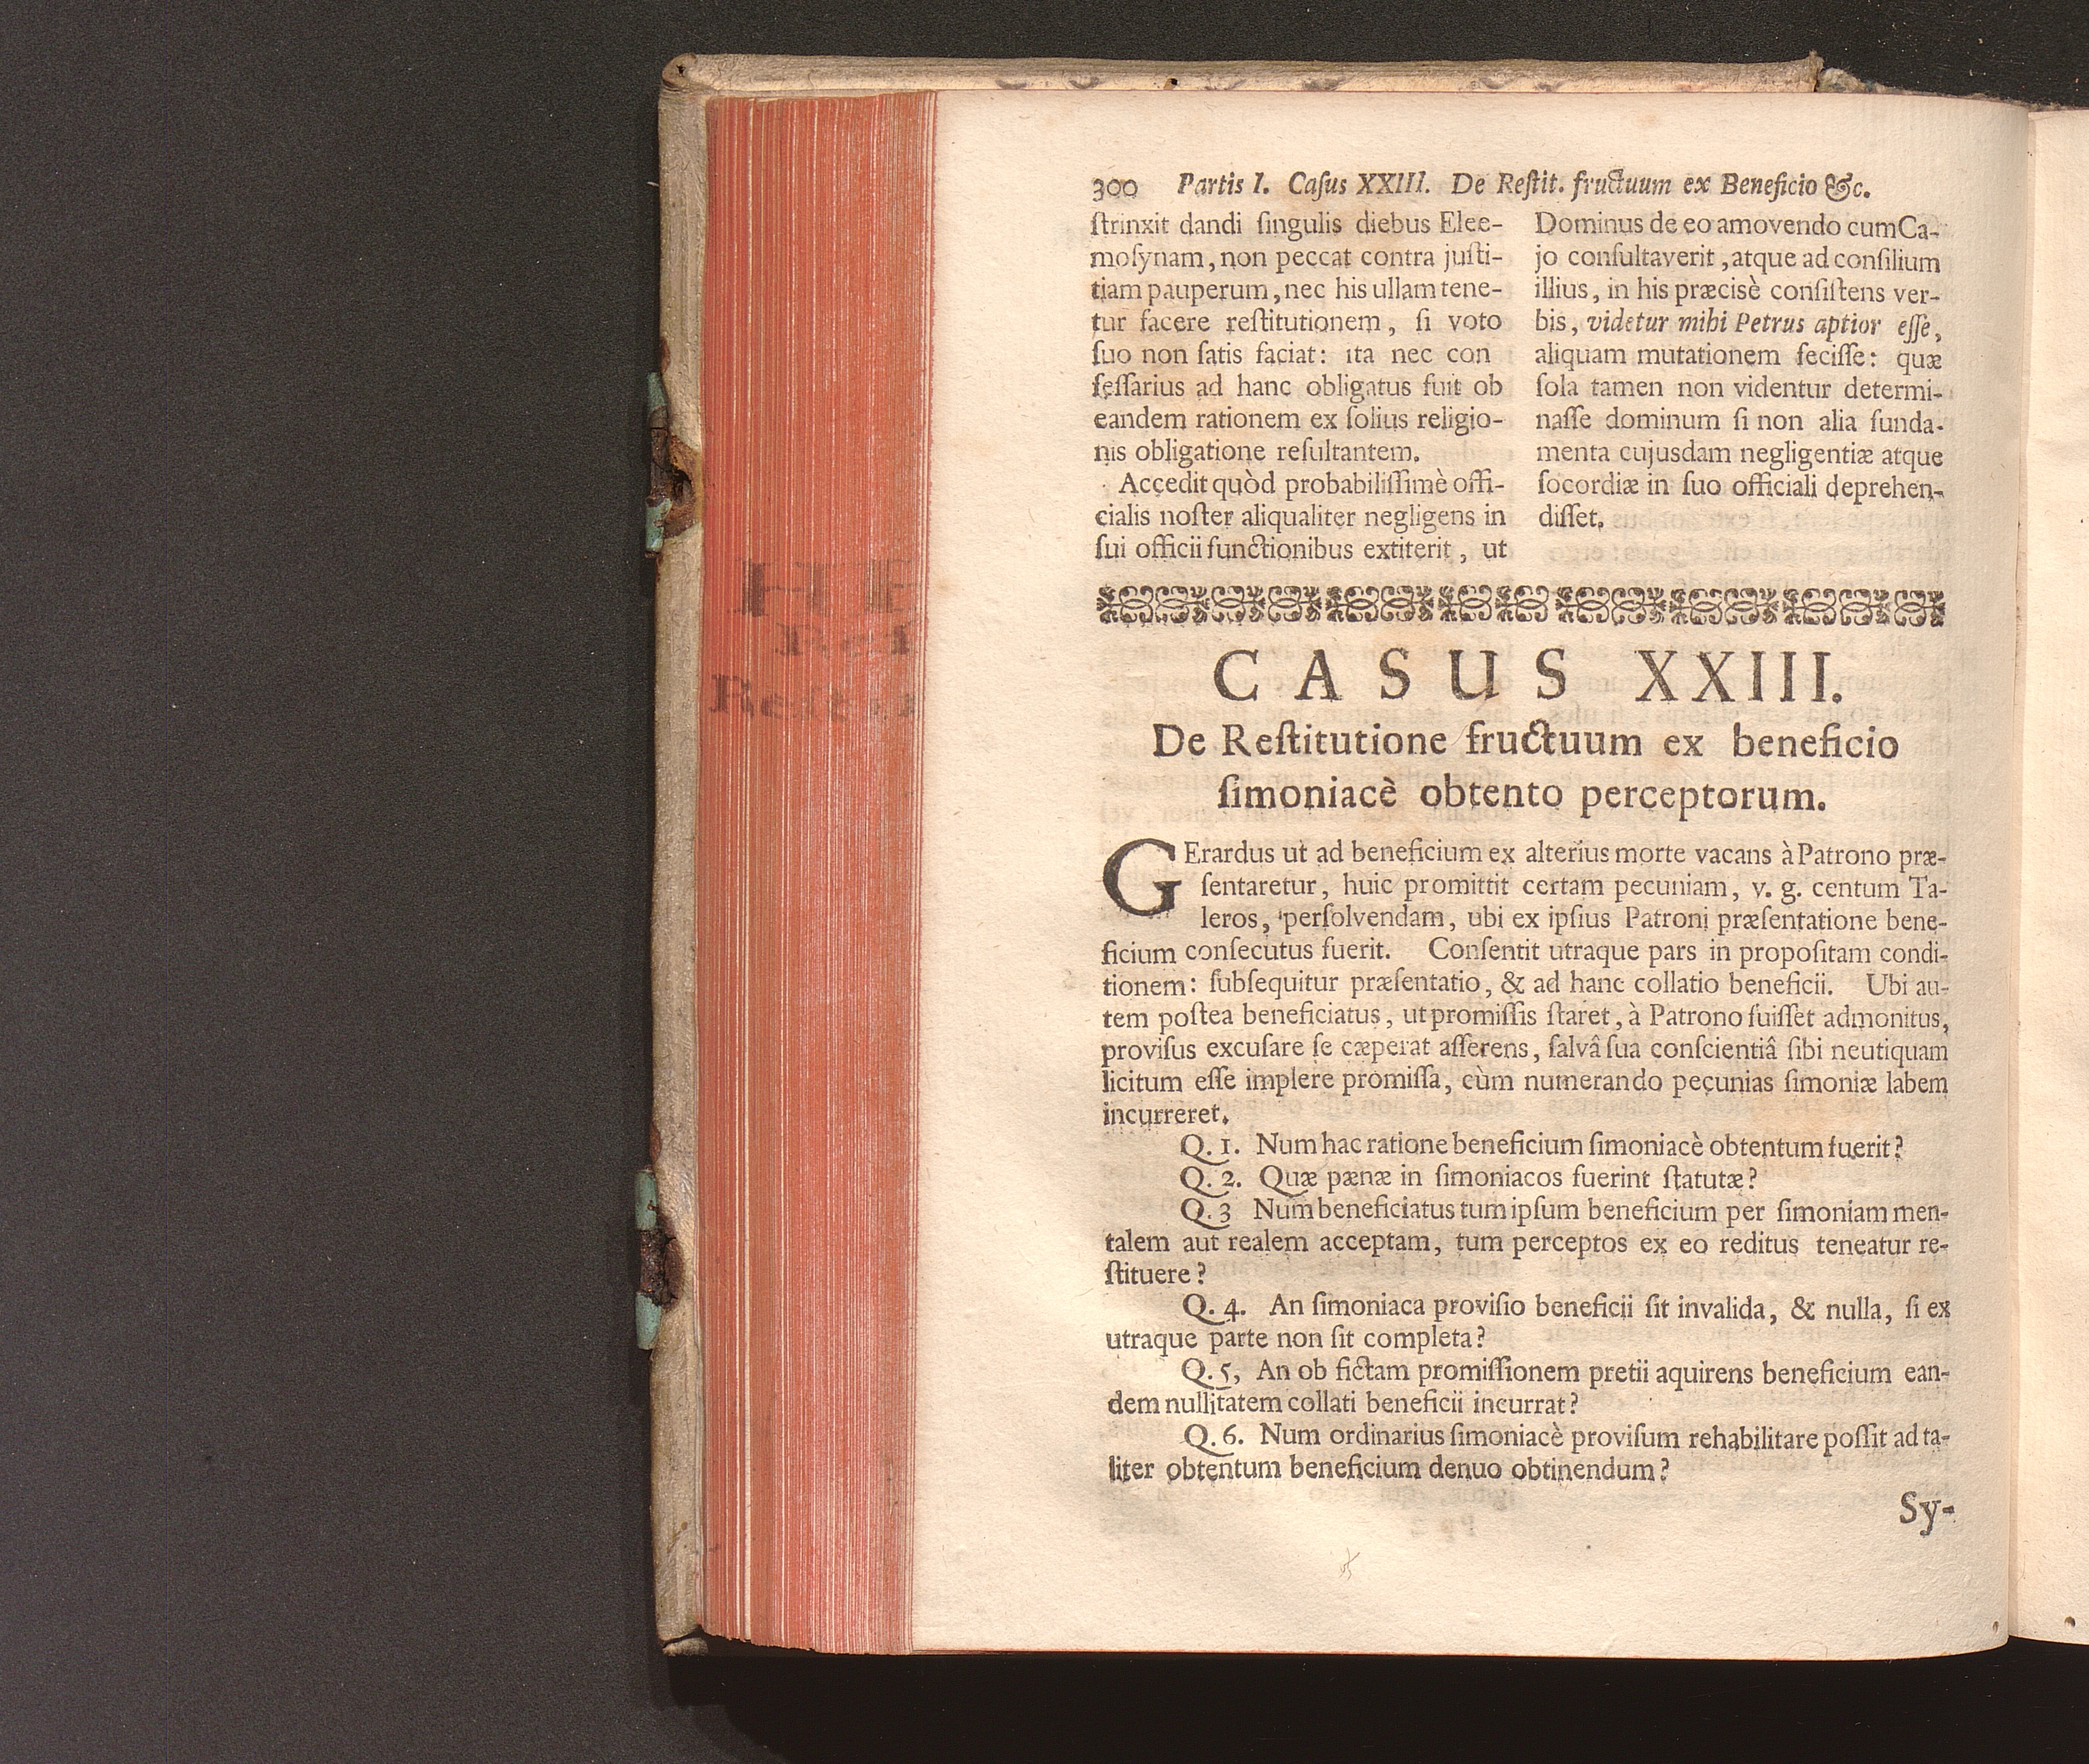 300 Partis I. Caſus XXIII. De Reſtit. fructuum ex Beneficio &c.
ſtrinxit dandi ſingulis diebus Elee-
moſynam, non peccat contra juſti-
tiam pauperum, nec his ullam tene-
tur facere reſtitutionem, ſi voto
ſuo non ſatis faciat: ita nec con
feſſarius ad hanc obligatus fuit ob
eandem rationem ex ſolius religio-
nis obligatione reſultantem.
Accedit quòd probabiliſſimè offi-
cialis noſter aliqualiter negligens in
ſui officii functionibus extiterit, ut
Dominus de eo amovendo cum Ca-
jo conſultaverit, atque ad conſilium
illius, in his præcisè conſiſtens ver-
bis, videtur mihi Petrus aptior eſſe,
aliquam mutationem feciſſe: quæ
ſola tamen non videntur determi-
naſſe dominum ſi non alia funda-
menta cujusdam negligentiæ atque
ſocordiæ in ſuo officiali deprehen-
diſſet.
CASUS XXIII.
De Reſtitutione fructuum ex beneficio
ſimoniacè obtento perceptorum.
GErardus ut ad beneficium ex alterius morte vacans à Patrono præ-
ſentaretur, huic promittit certam pecuniam, v. g. centum Ta-
leros, perſolvendam, ubi ex ipſius Patroni præſentatione bene-
ficium conſecutus fuerit. Conſentit utraque pars in propoſitam condi-
tionem: ſubſequitur præſentatio, & ad hanc collatio beneficii. Ubi au-
tem poſtea beneficiatus, ut promiſſis ſtaret, à Patrono fuiſſet admonitus,
proviſus excuſare ſe cæperat aſſerens, ſalvâ ſua conſcientiâ ſibi neutiquam
licitum eſſe implere promiſſa, cùm numerando pecunias ſimoniæ labem
incurreret.
Q. 1. Num hac ratione beneficium ſimoniacè obtentum fuerit?
Q. 2. Quæ pænæ in ſimoniacos fuerint ſtatutæ?
Q. 3 Num beneficiatus tum ipſum beneficium per ſimoniam men-
talem aut realem acceptam, tum perceptos ex eo reditus teneatur re-
ſtituere?
Q. 4. An ſimoniaca proviſio beneficii ſit invalida, & nulla, ſi ex
utraque parte non ſit completa?
Q. 5, An ob fictam promiſſionem pretii aquirens beneficium ean-
dem nullitatem collati beneficii incurrat?
Q. 6. Num ordinarius ſimoniacè proviſum rehabilitare poſſit ad ta-
liter obtentum beneficium denuo obtinendum?
Sy-